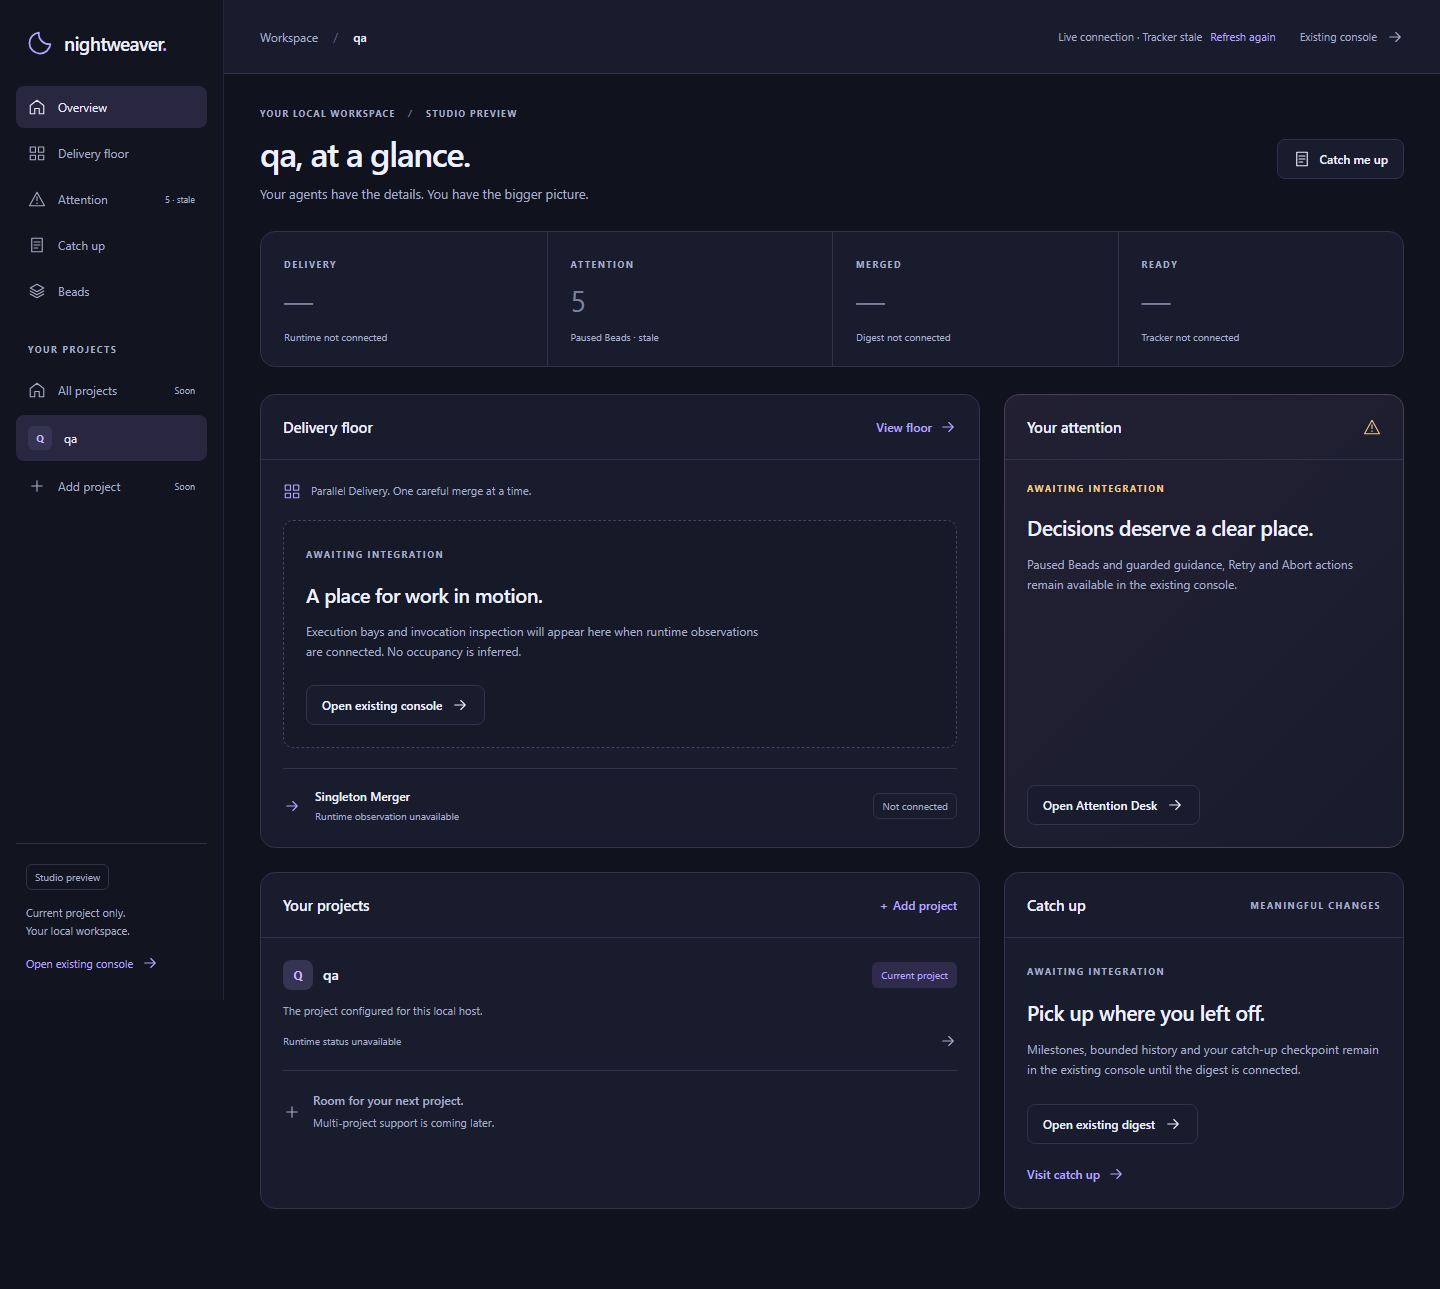 nightweaver.
Overview
Delivery floor
Attention 5 · stale
Catch up
Beads
YOUR PROJECTS
All projects Soon
Q qa
Add project Soon
Studio preview
Current project only.
Your local workspace.
Open existing console
Workspace / qa
Live connection · Tracker stale Refresh again Existing console
YOUR LOCAL WORKSPACE / STUDIO PREVIEW
qa, at a glance.
Your agents have the details. You have the bigger picture.
Catch me up
DELIVERY
—
Runtime not connected
ATTENTION
5
Paused Beads · stale
MERGED
—
Digest not connected
READY
—
Tracker not connected
Delivery floor
View floor
Parallel Delivery. One careful merge at a time.
AWAITING INTEGRATION
A place for work in motion.
Execution bays and invocation inspection will appear here when runtime observations
are connected. No occupancy is inferred.
Open existing console
Singleton Merger
Runtime observation unavailable
Not connected
Your attention
AWAITING INTEGRATION
Decisions deserve a clear place.
Paused Beads and guarded guidance, Retry and Abort actions
remain available in the existing console.
Open Attention Desk
Your projects
+ Add project
Q qa
Current project
The project configured for this local host.
Runtime status unavailable
Room for your next project.
Multi-project support is coming later.
Catch up
MEANINGFUL CHANGES
AWAITING INTEGRATION
Pick up where you left off.
Milestones, bounded history and your catch-up checkpoint remain
in the existing console until the digest is connected.
Open existing digest
Visit catch up